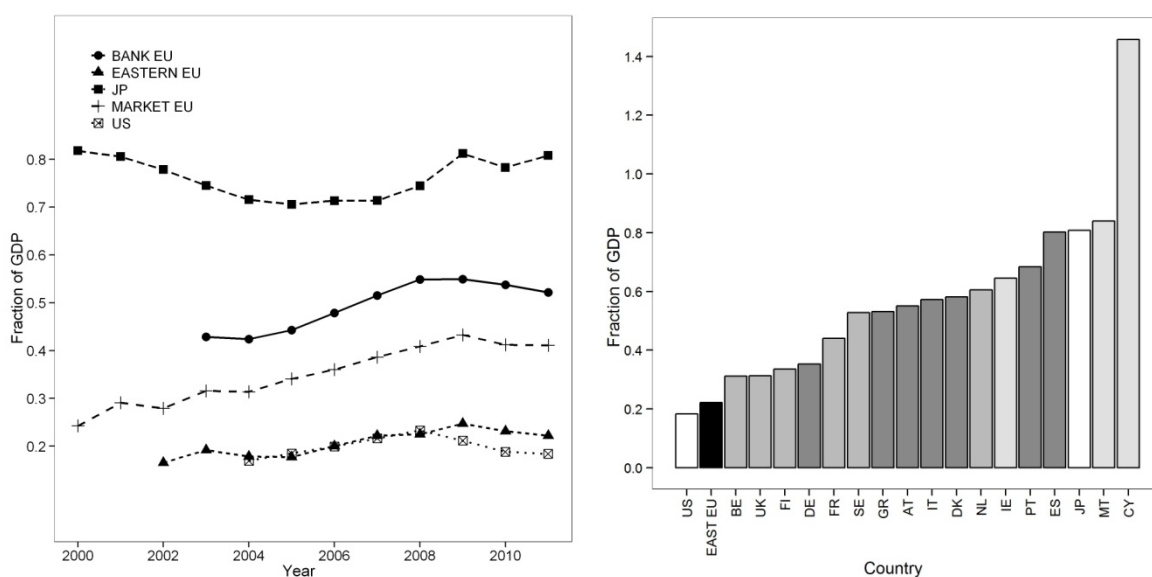 BANK EU
EASTERN EU
JP
MARKET EU
US
Fraction of GDP
0.8
0.7
0.6
0.5
0.4
0.3
0.2
2000 2002 2004 2006 2008 2010
Year
Fraction of GDP
1.4
1.2
1.0
0.8
0.6
0.4
0.2
0.0
US EAST EU BE UK FI DE FR SE GR AT IT DK NL IE PT ES JP MT CY
Country